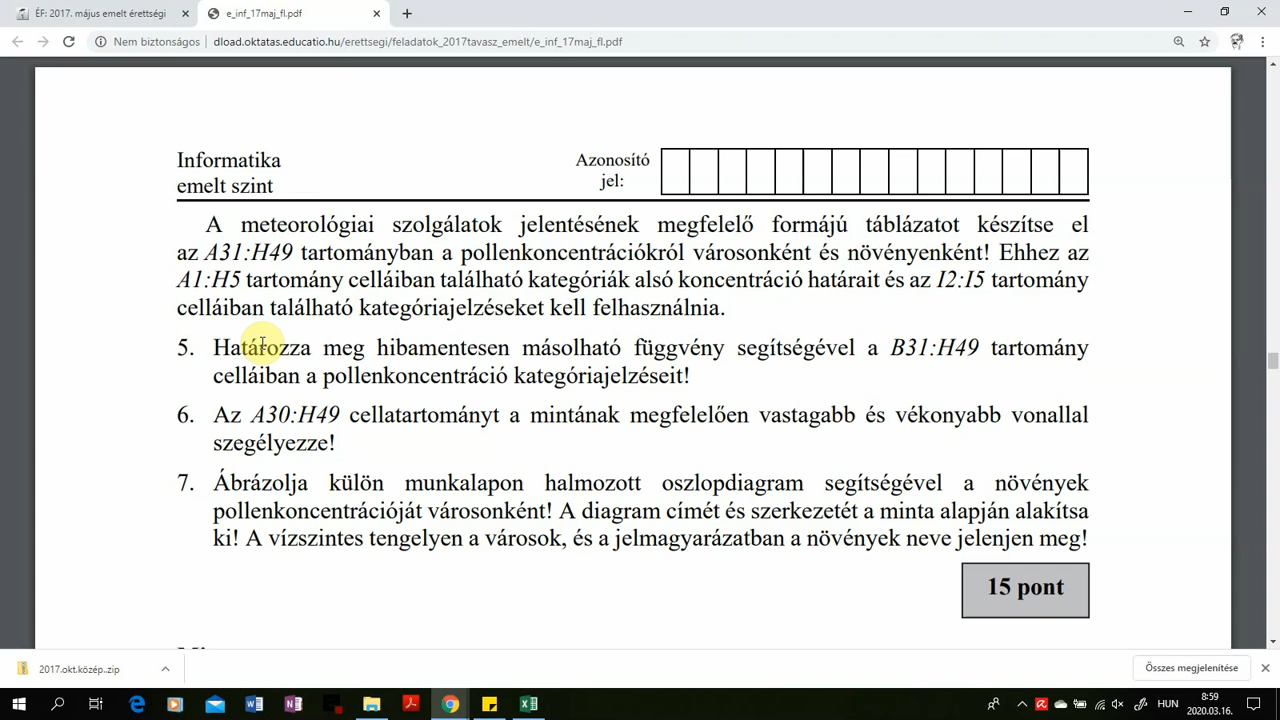 ÉF: 2017. május emelt érettségi
e_inf_17maj_fl.pdf
Nem biztonságos
dload.oktatas.educatio.hu/erettsegi/feladatok_2017tavasz_emelt/e_inf_17maj_fl.pdf
Informatika
emelt szint
Azonosító
jel:
A meteorológiai szolgálatok jelentésének megfelelő formájú táblázatot készítse el
az A31:H49 tartományban a pollenkoncentrációkról városonként és növényenként! Ehhez az
A1:H5 tartomány celláiban található kategóriák alsó koncentráció határait és az I2:I5 tartomány
celláiban található kategóriajelzéseket kell felhasználnia.
5. Határozza meg hibamentesen másolható függvény segítségével a B31:H49 tartomány
celláiban a pollenkoncentráció kategóriajelzéseit!
6. Az A30:H49 cellatartományt a mintának megfelelően vastagabb és vékonyabb vonallal
szegélyezze!
7. Ábrázolja külön munkalapon halmozott oszlopdiagram segítségével a növények
pollenkoncentrációját városonként! A diagram címét és szerkezetét a minta alapján alakítsa
ki! A vízszintes tengelyen a városok, és a jelmagyarázatban a növények neve jelenjen meg!
15 pont
2017.okt.közép.zip
Összes megjelenítése
HUN
8:59
2020.03.16.